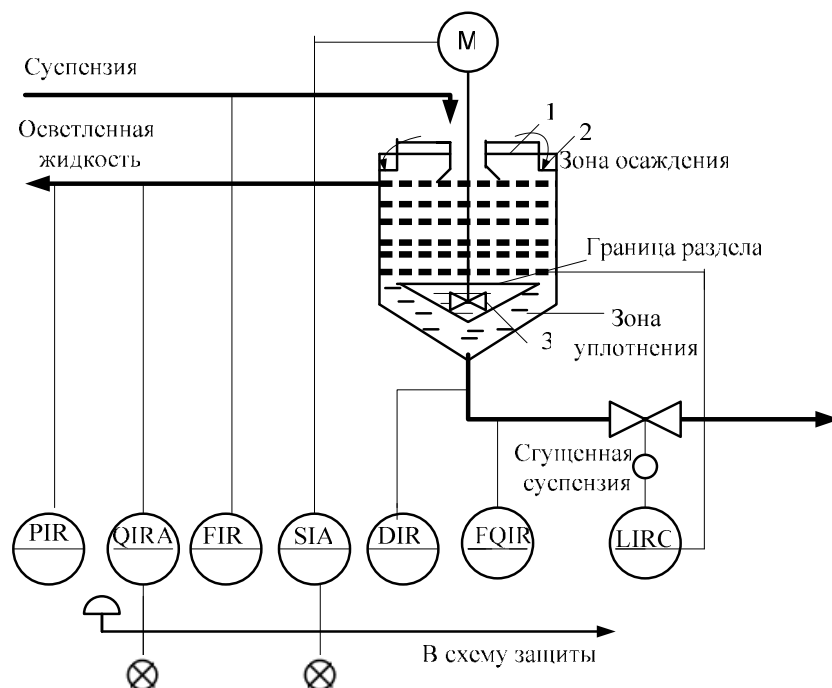 М
Суспензия
1
Осветленная
жидкость
2
Зона осаждения
Граница раздела
Зона
уплотнения
3
Сгущенная
суспензия
PIR
QIRA
FIR
SIA
DIR
FQIR
LIRC
В схему защиты